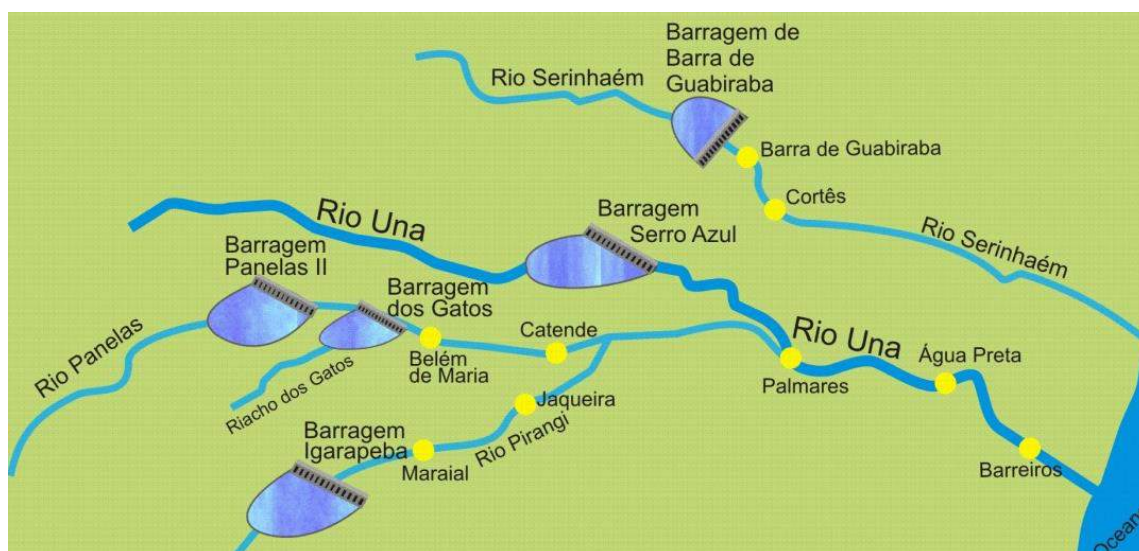 Barragem de
Barra de
Guabiraba
Rio Serinhaém
Barra de Guabiraba
Cortês
Rio Serinhaém
Rio Una
Barragem
Serro Azul
Barragem
Panelas II
Barragem
dos Gatos
Rio Panelas
Riacho dos Gatos
Belém
de Maria
Catende
Rio Una
Água Preta
Palmares
Jaqueira
Rio Pirangi
Barragem
Igarapeba
Maraial
Barreiros